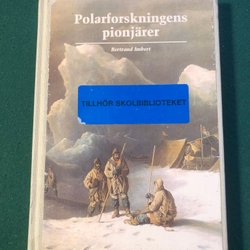 Polarforskningens
pionjärer
Bertrand Imbert
TILLHÖR SKOLBIBLIOTEKET